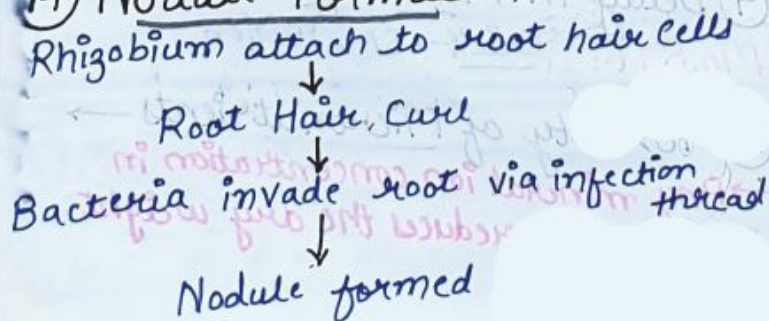 Rhizobium attach to root hair cells
↓
Root Hair Curl
↓
Bacteria invade root via infection
thread
↓
Nodule formed